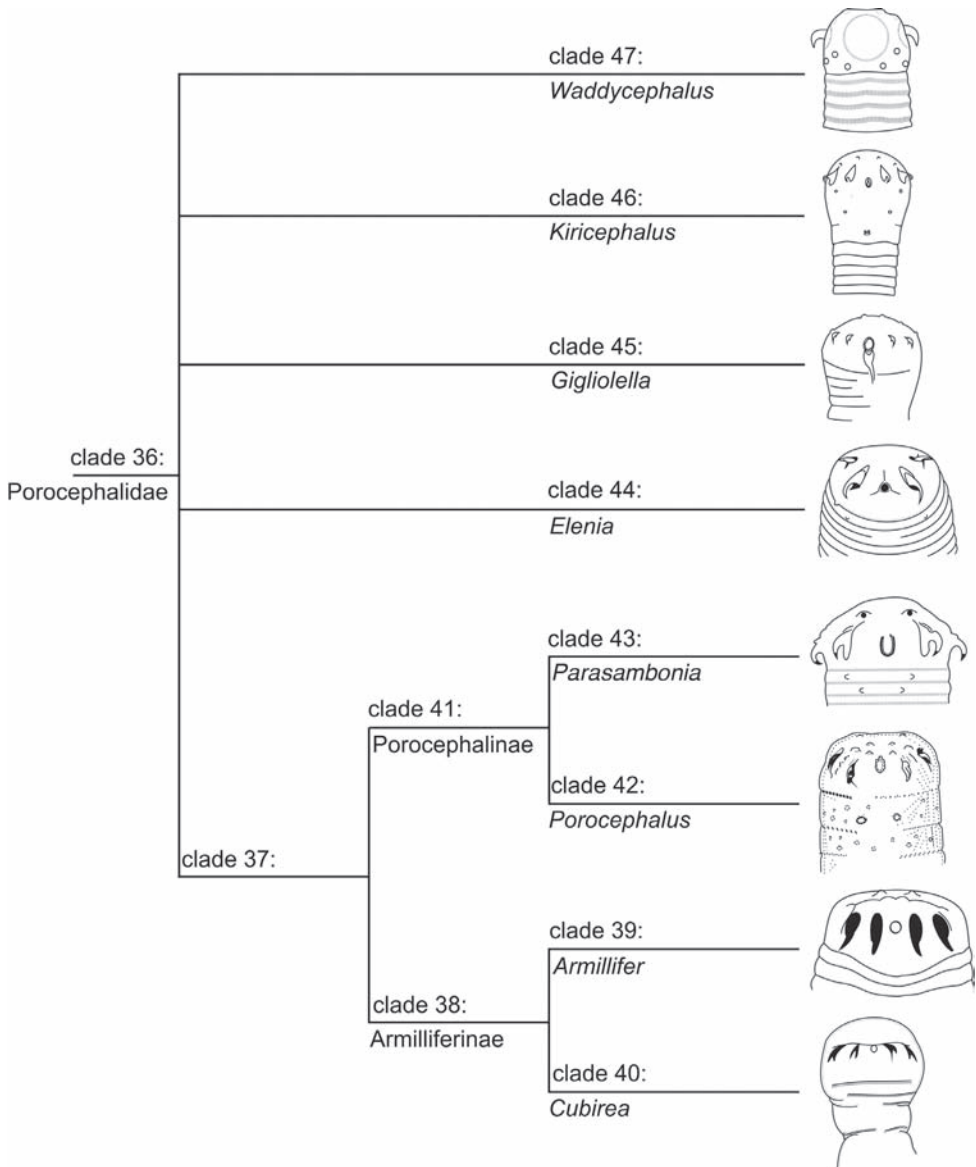 clade 47:
Waddycephalus
clade 46:
Kiricephalus
clade 45:
Gigliolella
clade 36:
Porocephalidae
clade 44:
Elenia
clade 43:
Parasambonia
clade 41:
Porocephalinae
clade 42:
Porocephalus
clade 37:
clade 39:
Armillifer
clade 38:
Armilliferinae
clade 40:
Cubirea